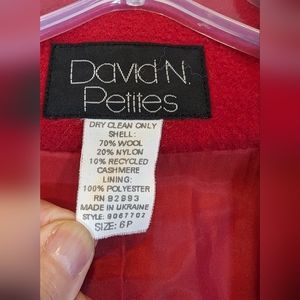 David N.
Petites
DRY CLEAN ONLY
SHELL:
70% WOOL
20% NYLON
10% RECYCLED
CASHMERE
LINING:
100% POLYESTER
RN 92993
MADE IN UKRAINE
STYLE: 9067702
SIZE: 6P